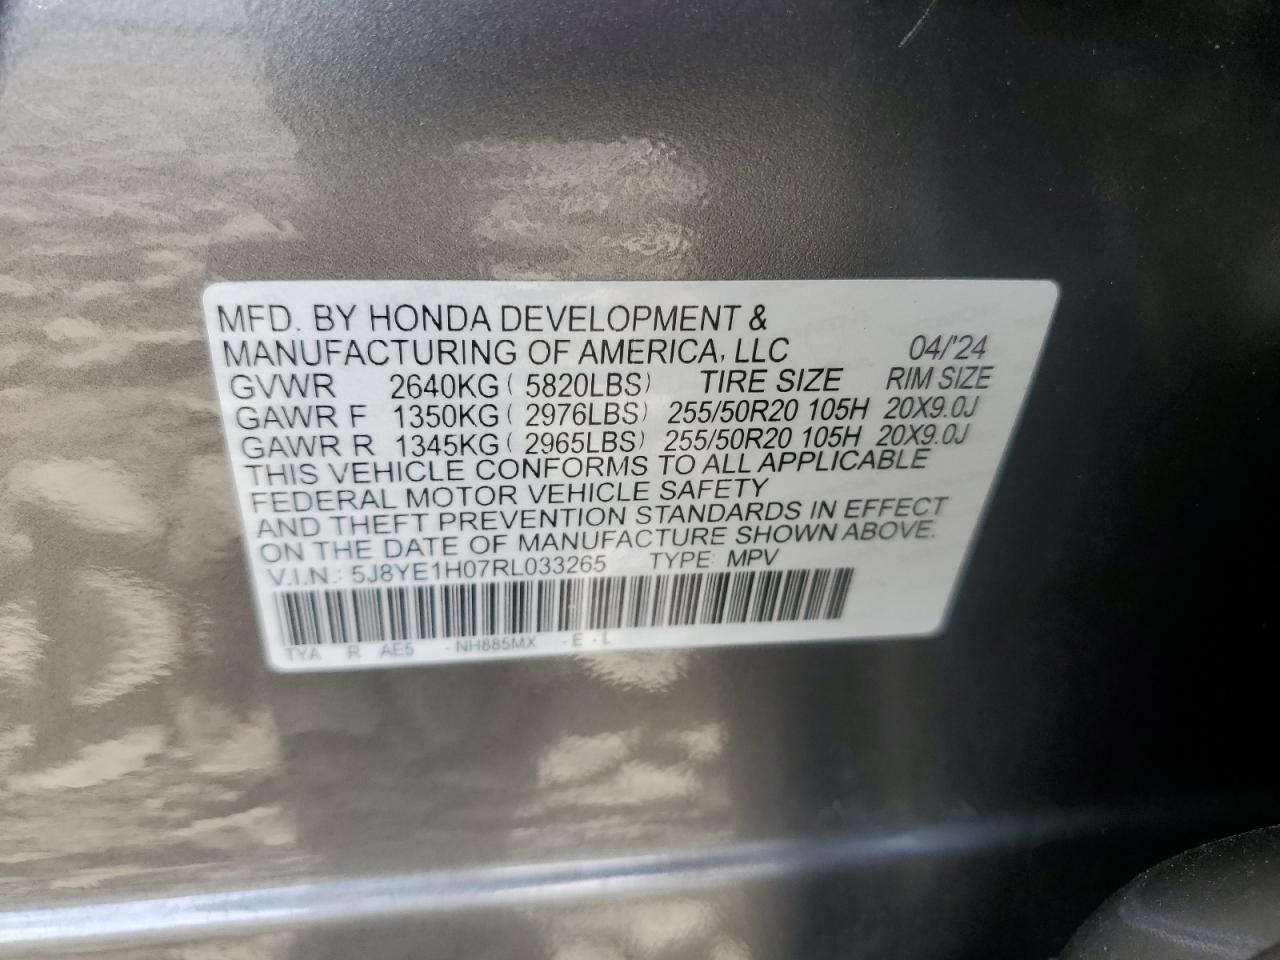 MFD. BY HONDA DEVELOPMENT &
MANUFACTURING OF AMERICA, LLC 04/'24
GVWR 2640KG ( 5820LBS) TIRE SIZE RIM SIZE
GAWR F 1350KG ( 2976LBS) 255/50R20 105H 20X9.0J
GAWR R 1345KG ( 2965LBS) 255/50R20 105H 20X9.0J
THIS VEHICLE CONFORMS TO ALL APPLICABLE
FEDERAL MOTOR VEHICLE SAFETY
AND THEFT PREVENTION STANDARDS IN EFFECT
ON THE DATE OF MANUFACTURE SHOWN ABOVE.
V.I.N.: 5J8YE1H07RL033265 TYPE: MPV
TYA R AE5 -NH885MX -E -L